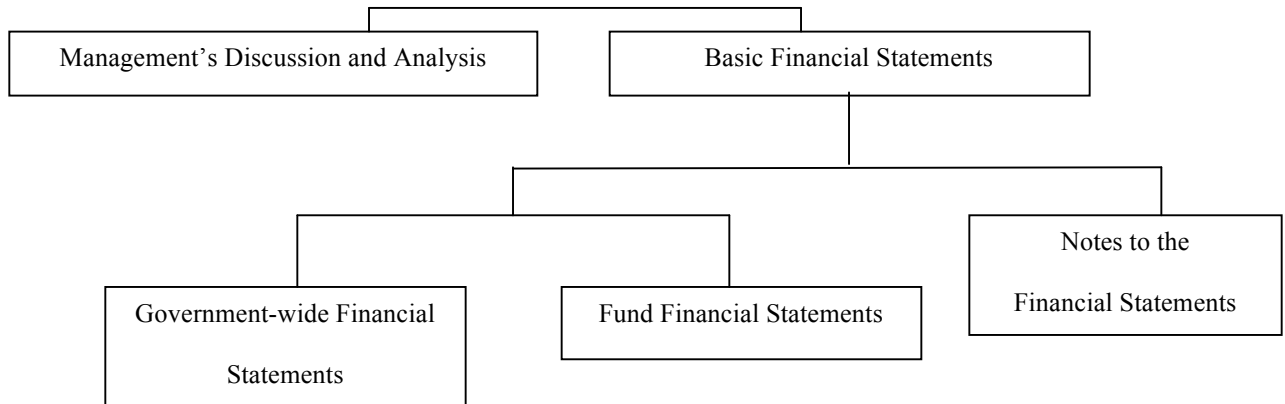 Management’s Discussion and Analysis
Basic Financial Statements
Government-wide Financial
Statements
Fund Financial Statements
Notes to the
Financial Statements